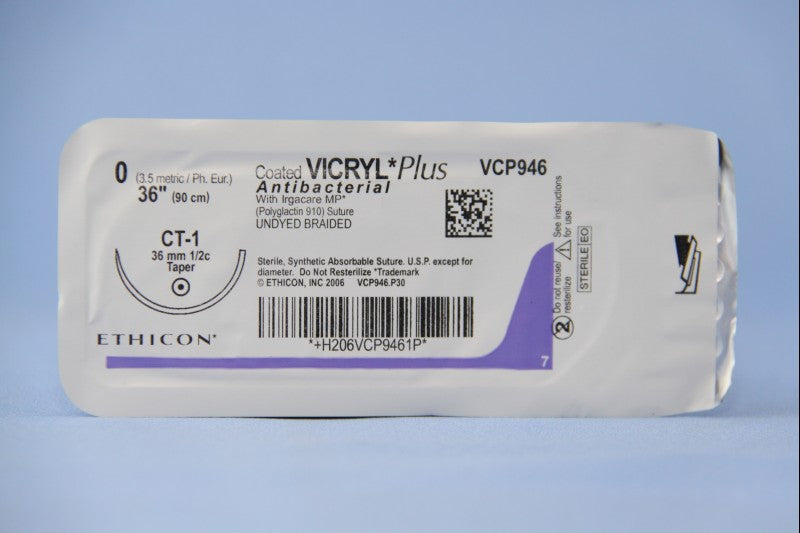 0 (3.5 metric / Ph. Eur.)
36" (90 cm)
CT-1
36 mm 1/2c
Taper
ETHICON*
Coated VICRYL* Plus VCP946
Antibacterial
With Irgacare MP*
(Polyglactin 910) Suture
UNDYED BRAIDED
Sterile, Synthetic Absorbable Suture. U.S.P. except for
diameter. Do Not Resterilize *Trademark
© ETHICON, INC 2006 VCP946.P30
*+H206VCP9461P*
7
2 Do not reuse/
resterilize
See instructions
for use
STERILE EO